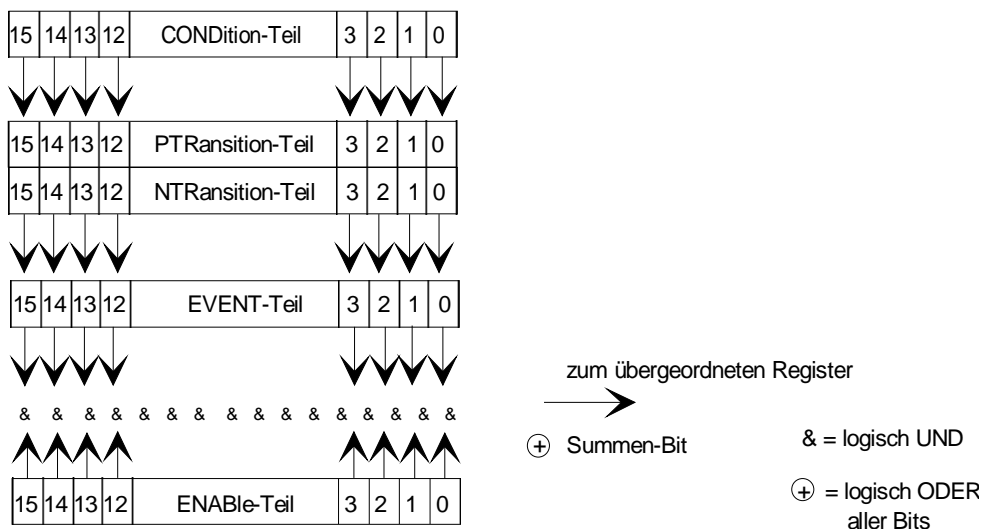 15 14 13 12 CONDition-Teil 3 2 1 0
15 14 13 12 PTRansition-Teil 3 2 1 0
15 14 13 12 NTRansition-Teil 3 2 1 0
15 14 13 12 EVENT-Teil 3 2 1 0
zum übergeordneten Register
& & & & & & & & & & & & & & & &
+ Summen-Bit
& = logisch UND
15 14 13 12 ENABle-Teil 3 2 1 0
+ = logisch ODER
aller Bits